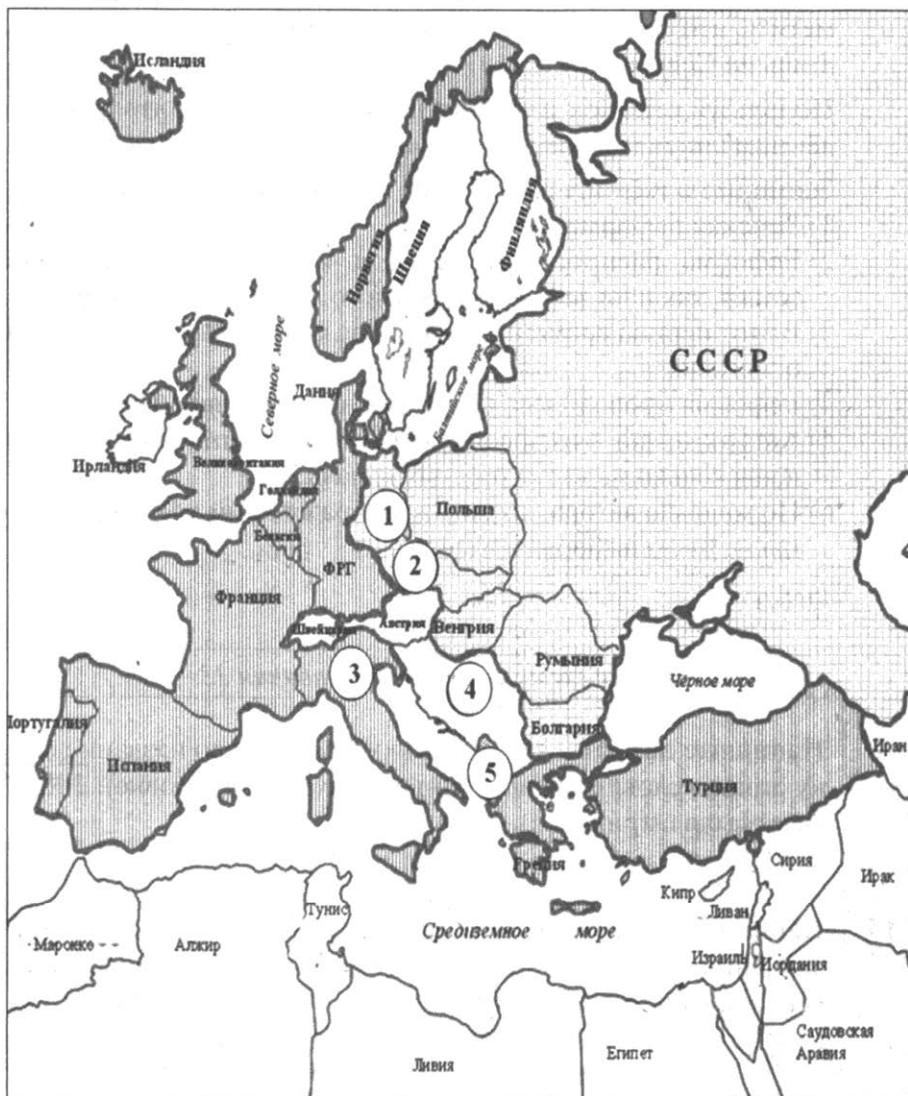 Исландия
Норвегия
Швеция
Финляндия
СССР
Северное море
Балтийское море
Дания
Ирландия
Великобритания
Голландия
1
Польша
Бельгия
2
ФРГ
Франция
Швейцария
Австрия
Венгрия
3
4
Румыния
Чёрное море
Португалия
Испания
Болгария
5
Иран
Турция
Греция
Сирия
Кипр
Ирак
Тунис
Ливан
Марокко
Алжир
Средиземное море
Израиль
Иордания
Саудовская
Аравия
Ливия
Египет